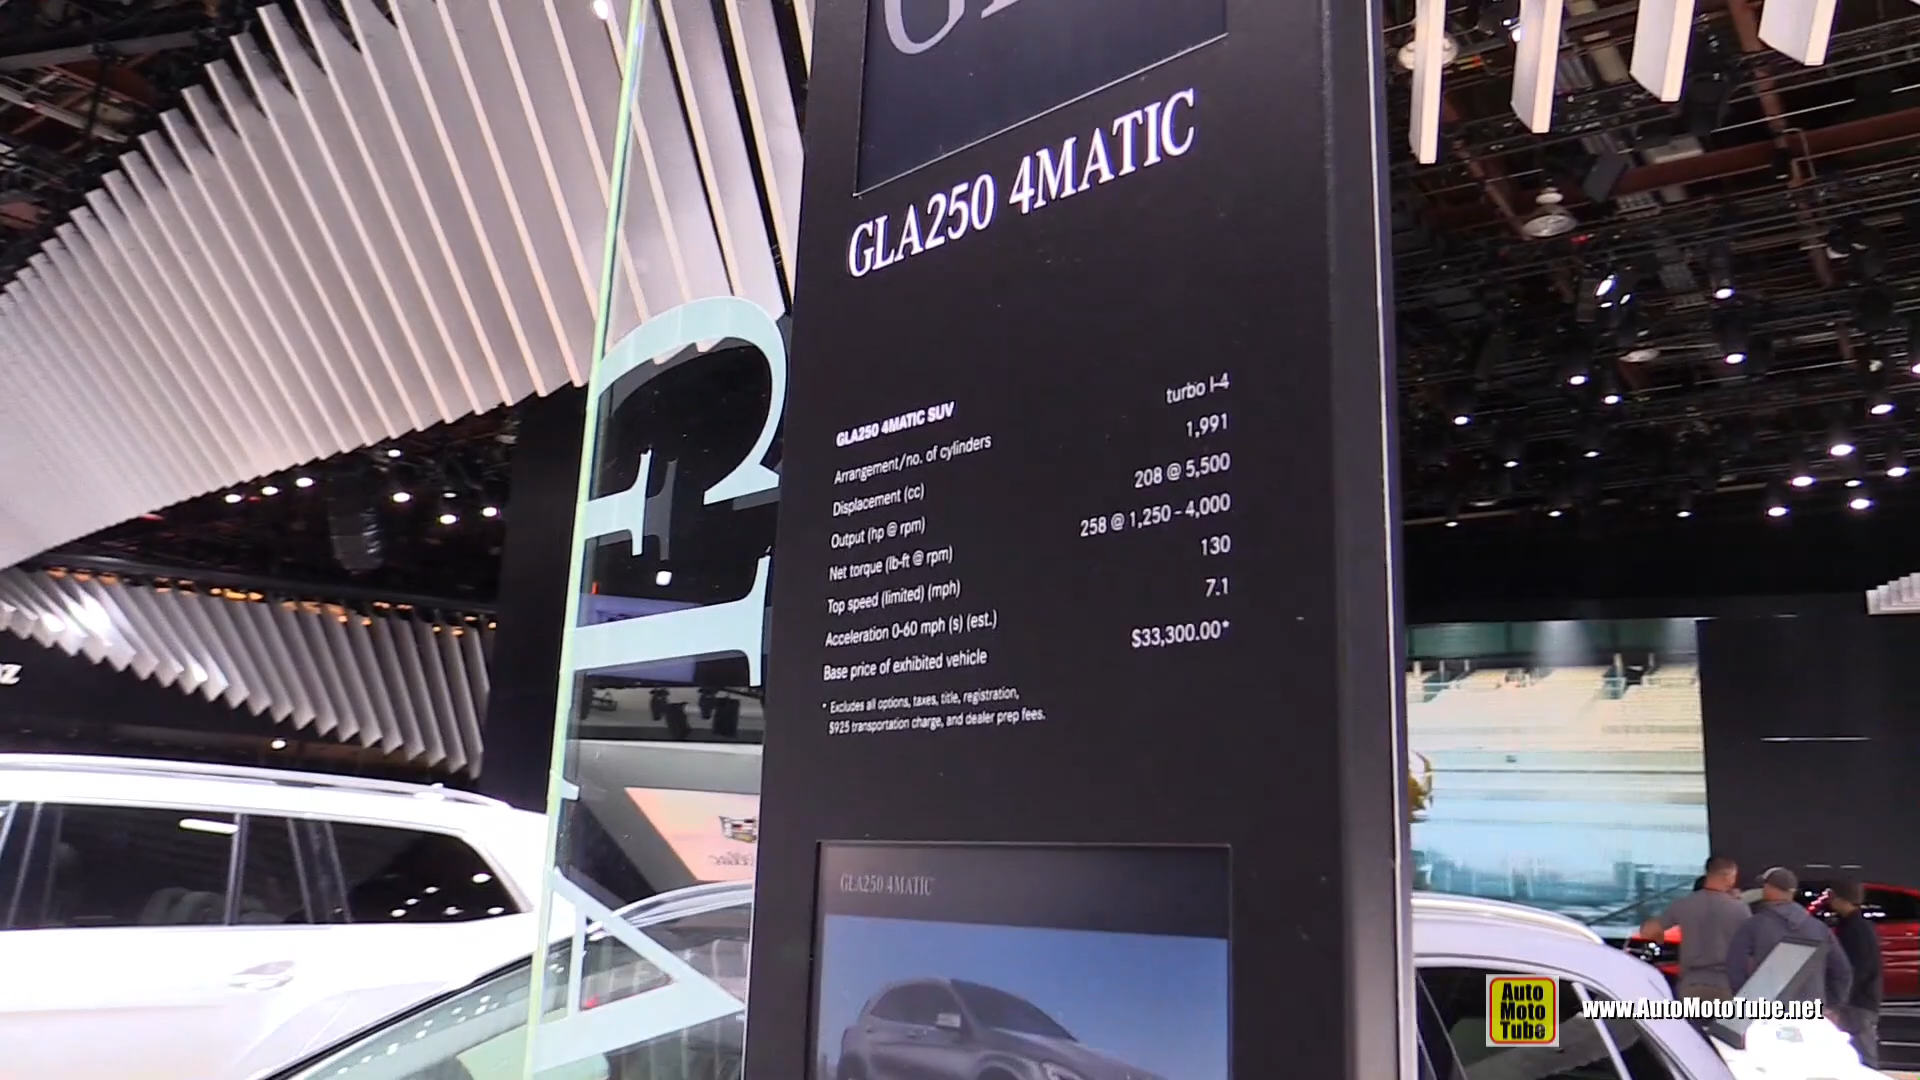 GLA250 4MATIC
GLA250 4MATIC SUV
Arrangement/no. of cylinders turbo I-4
Displacement (cc) 1,991
Output (hp @ rpm) 208 @ 5,500
Net torque (lb-ft @ rpm) 258 @ 1,250 - 4,000
Top speed (limited) (mph) 130
Acceleration 0-60 mph (s) (est.) 7.1
Base price of exhibited vehicle $33,300.00*
* Excludes all options, taxes, title, registration,
$925 transportation charge, and dealer prep fees.
GLA250 4MATIC
GLA
Auto
Moto
Tube
www.AutoMotoTube.net